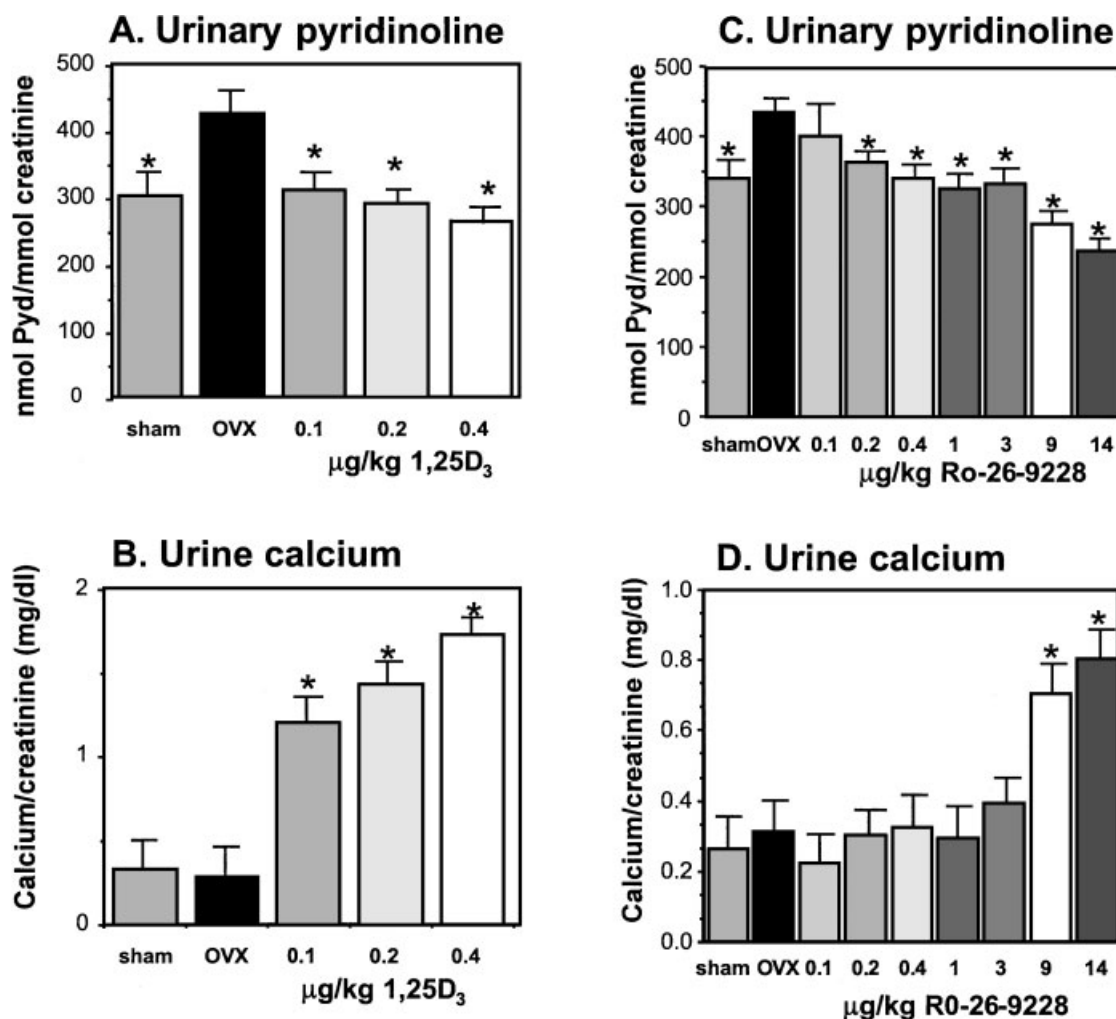 A. Urinary pyridinoline
nmol Pyd/mmol creatinine
500
400
300
200
100
0
*
*
*
*
sham OVX 0.1 0.2 0.4
μg/kg 1,25D₃
C. Urinary pyridinoline
nmol Pyd/mmol creatinine
500
400
300
200
100
0
*
*
*
*
*
*
*
shamOVX 0.1 0.2 0.4 1 3 9 14
μg/kg Ro-26-9228
B. Urine calcium
Calcium/creatinine (mg/dl)
2
1
0
*
*
*
sham OVX 0.1 0.2 0.4
μg/kg 1,25D₃
D. Urine calcium
Calcium/creatinine (mg/dl)
1.0
0.8
0.6
0.4
0.2
0.0
*
*
sham OVX 0.1 0.2 0.4 1 3 9 14
μg/kg R0-26-9228